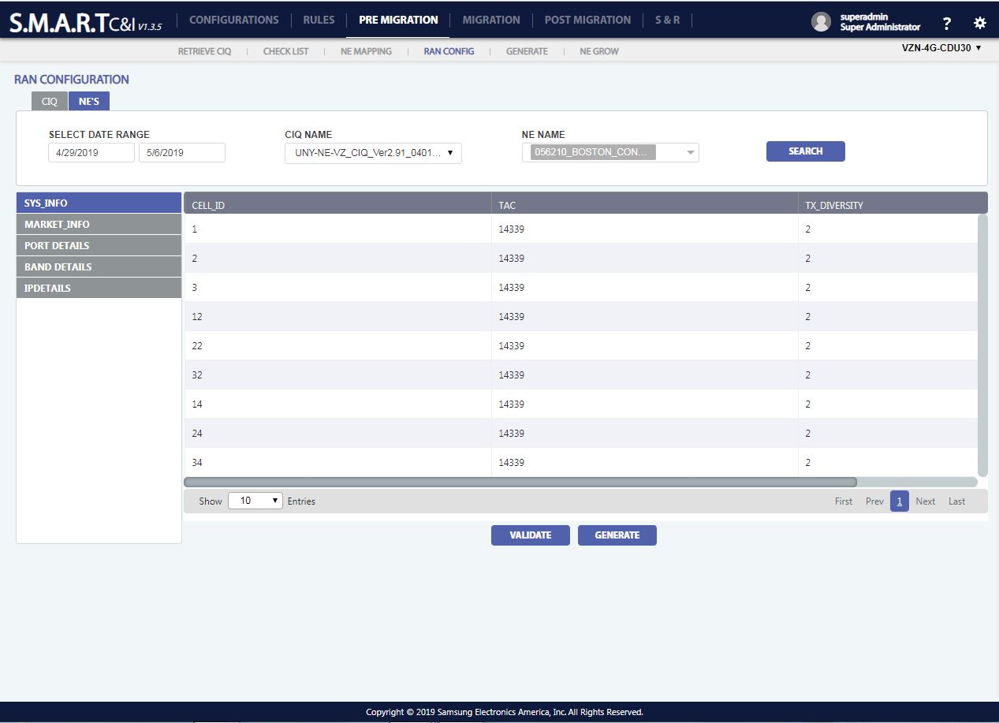 S.M.A.R.T C&I V1.3.5
CONFIGURATIONS RULES PRE MIGRATION MIGRATION POST MIGRATION S & R
superadmin
Super Administrator
?
RETRIEVE CIQ CHECK LIST NE MAPPING RAN CONFIG GENERATE NE GROW
VZN-4G-CDU30
RAN CONFIGURATION
CIQ NE'S
SELECT DATE RANGE CIQ NAME NE NAME
4/29/2019 5/6/2019 UNY-NE-VZ_CIQ_Ver2.91_0401... 056210_BOSTON_CON... SEARCH
SYS_INFO
MARKET_INFO
PORT DETAILS
BAND DETAILS
IPDETAILS
CELL_ID TAC TX_DIVERSITY
1 14339 2
2 14339 2
3 14339 2
12 14339 2
22 14339 2
32 14339 2
14 14339 2
24 14339 2
34 14339 2
Show 10 Entries First Prev 1 Next Last
VALIDATE GENERATE
Copyright © 2019 Samsung Electronics America, Inc. All Rights Reserved.